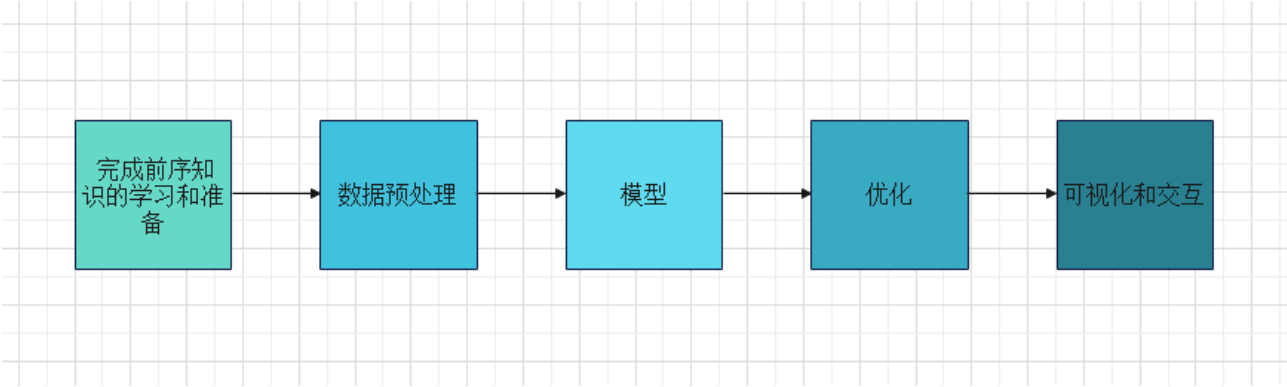 完成前序知
识的学习和准
备
数据预处理
模型
优化
可视化和交互